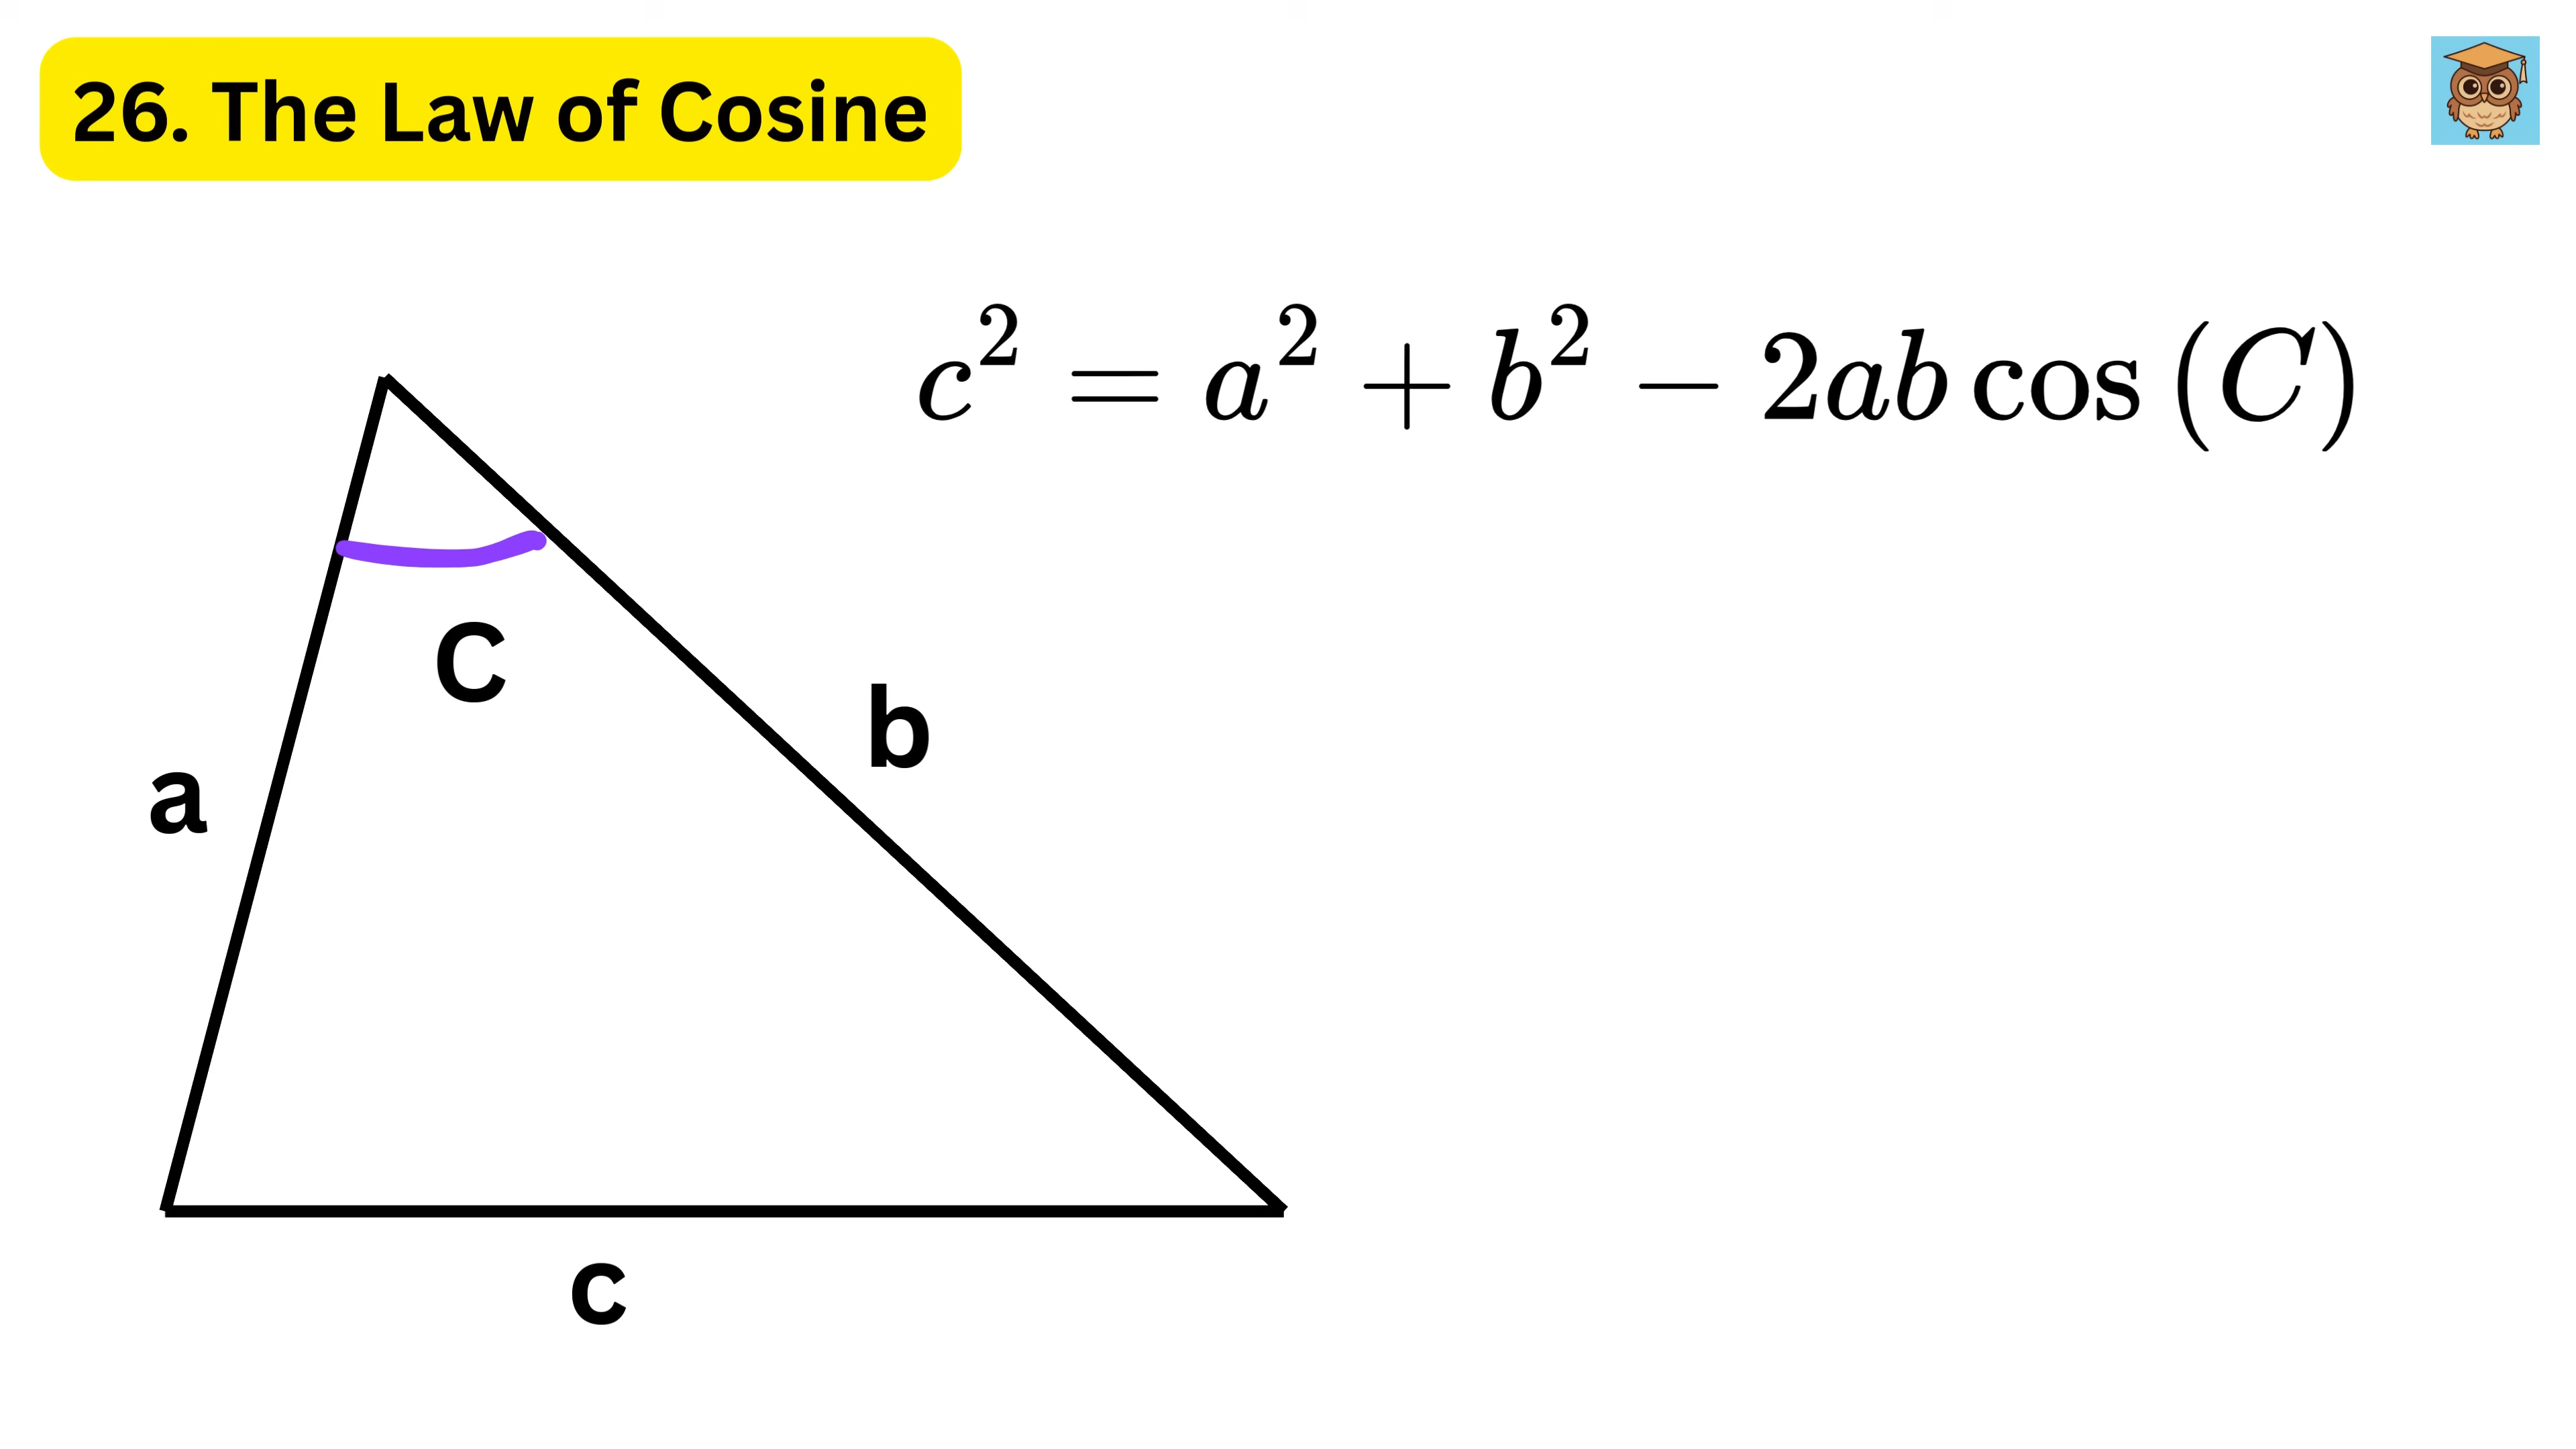 26. The Law of Cosine
c² = a² + b² − 2ab cos (C)
C
b
a
c